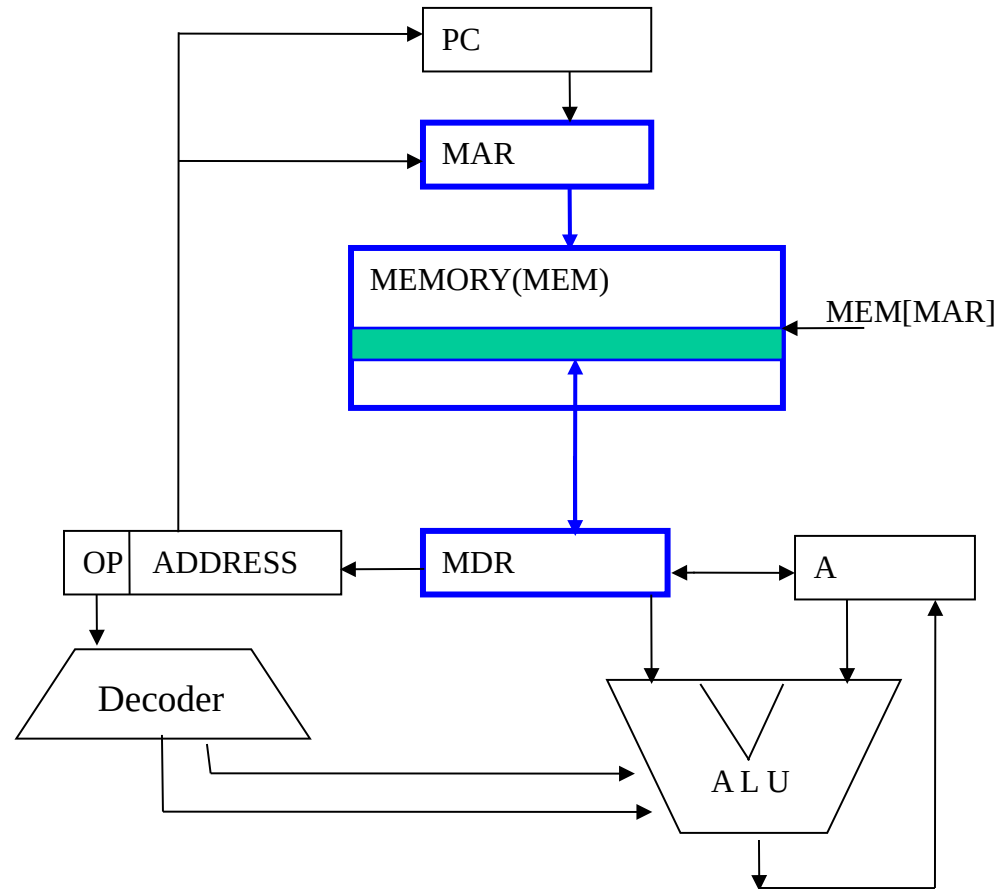 PC
MAR
MEMORY(MEM)
MEM[MAR]
OP ADDRESS
MDR
A
Decoder
A L U